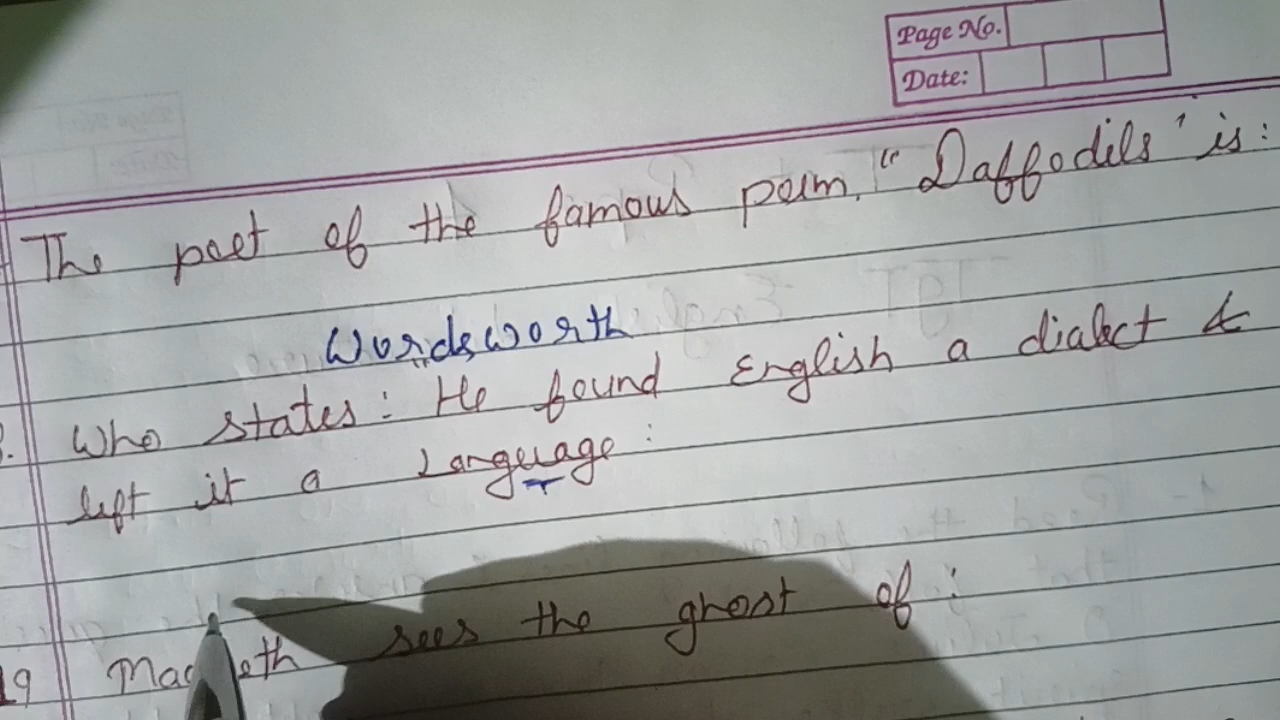 Page No.
Date:
The poet of the famous poem, "Daffodils' is:
Wordsworth
Who states: He found English a dialect &
left it a Language:
19 sees the ghost of: